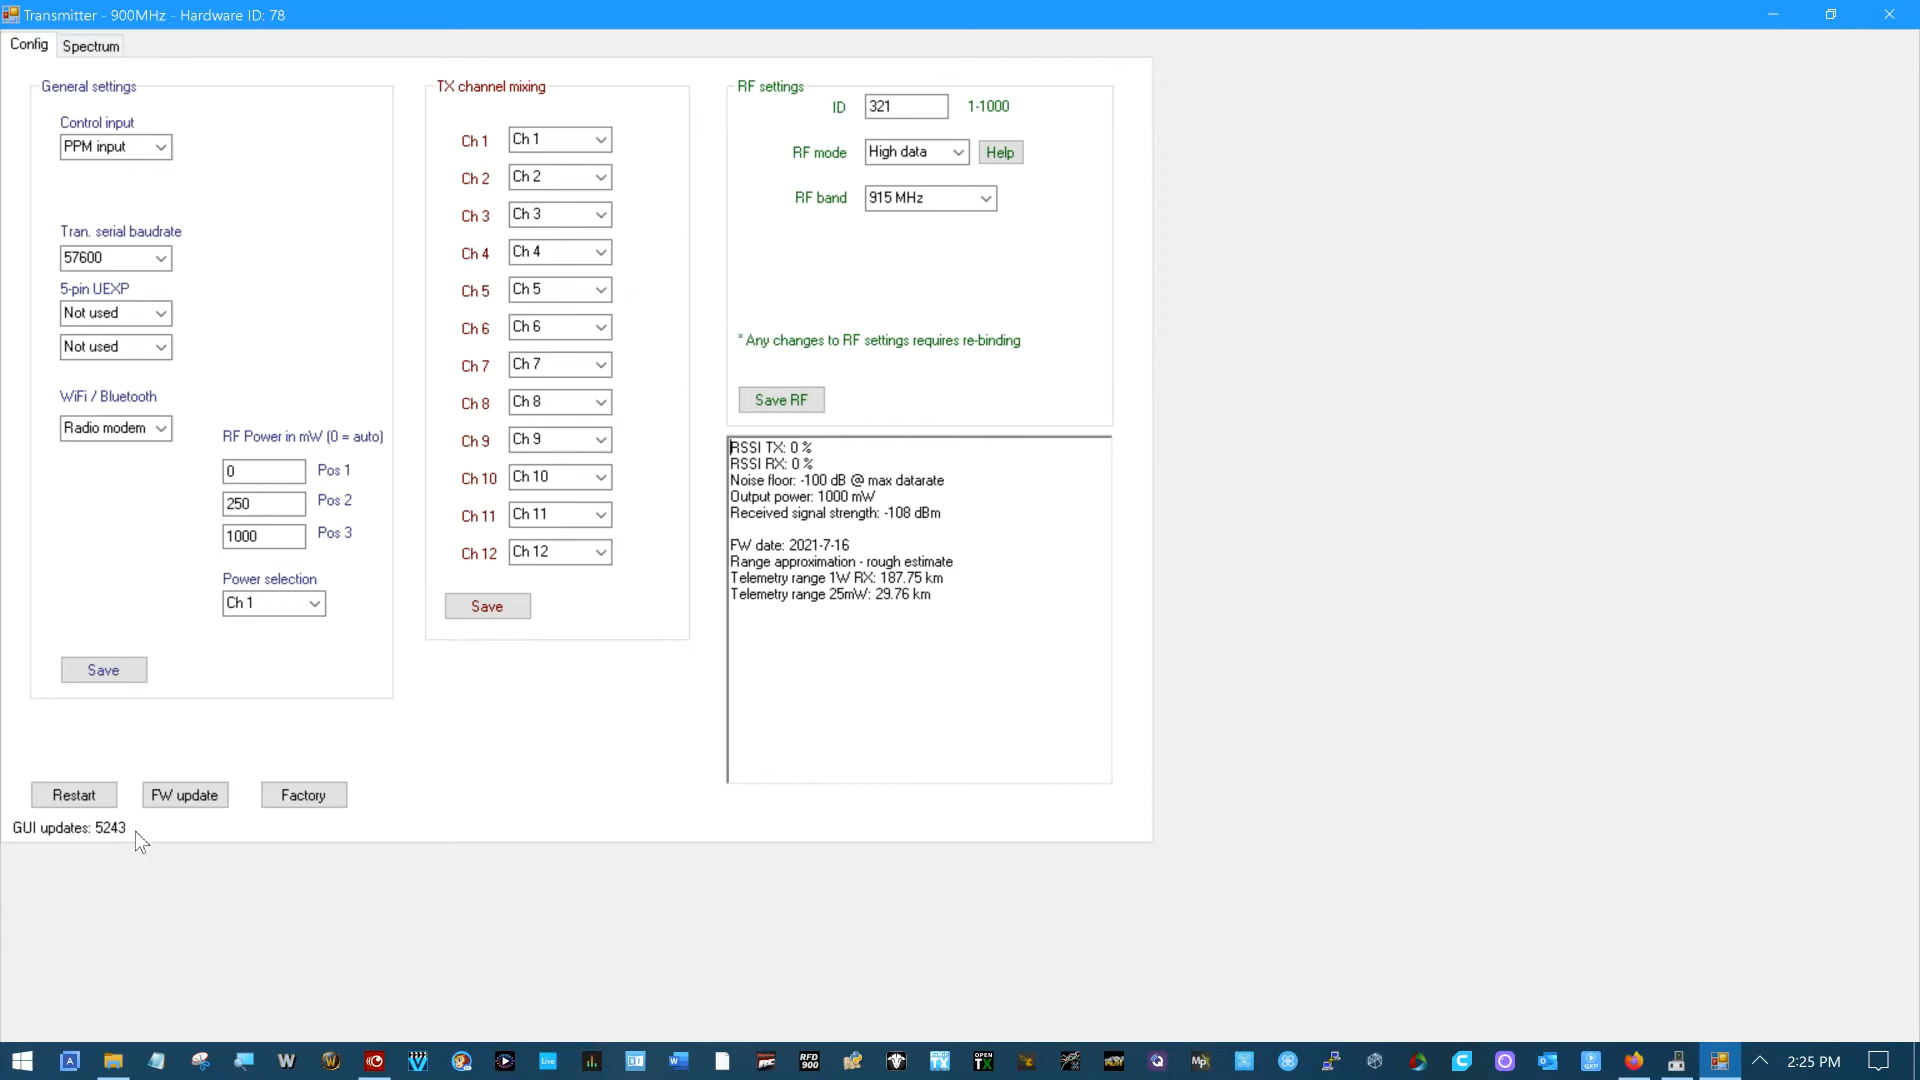 Transmitter - 900MHz - Hardware ID: 78
Config
Spectrum
General settings
Control input
PPM input
Tran. serial baudrate
57600
5-pin UEXP
Not used
Not used
WiFi / Bluetooth
Radio modem
RF Power in mW (0 = auto)
0
Pos 1
250
Pos 2
1000
Pos 3
Power selection
Ch 1
Save
TX channel mixing
Ch 1
Ch 1
Ch 2
Ch 2
Ch 3
Ch 3
Ch 4
Ch 4
Ch 5
Ch 5
Ch 6
Ch 6
Ch 7
Ch 7
Ch 8
Ch 8
Ch 9
Ch 9
Ch 10
Ch 10
Ch 11
Ch 11
Ch 12
Ch 12
Save
RF settings
ID
321
1-1000
RF mode
High data
Help
RF band
915 MHz
* Any changes to RF settings requires re-binding
Save RF
RSSI TX: 0 %
RSSI RX: 0 %
Noise floor: -100 dB @ max datarate
Output power: 1000 mW
Received signal strength: -108 dBm
FW date: 2021-7-16
Range approximation - rough estimate
Telemetry range 1W RX: 187.75 km
Telemetry range 25mW: 29.76 km
Restart
FW update
Factory
GUI updates: 5243
RFD
900
OPEN
TX
2:25 PM